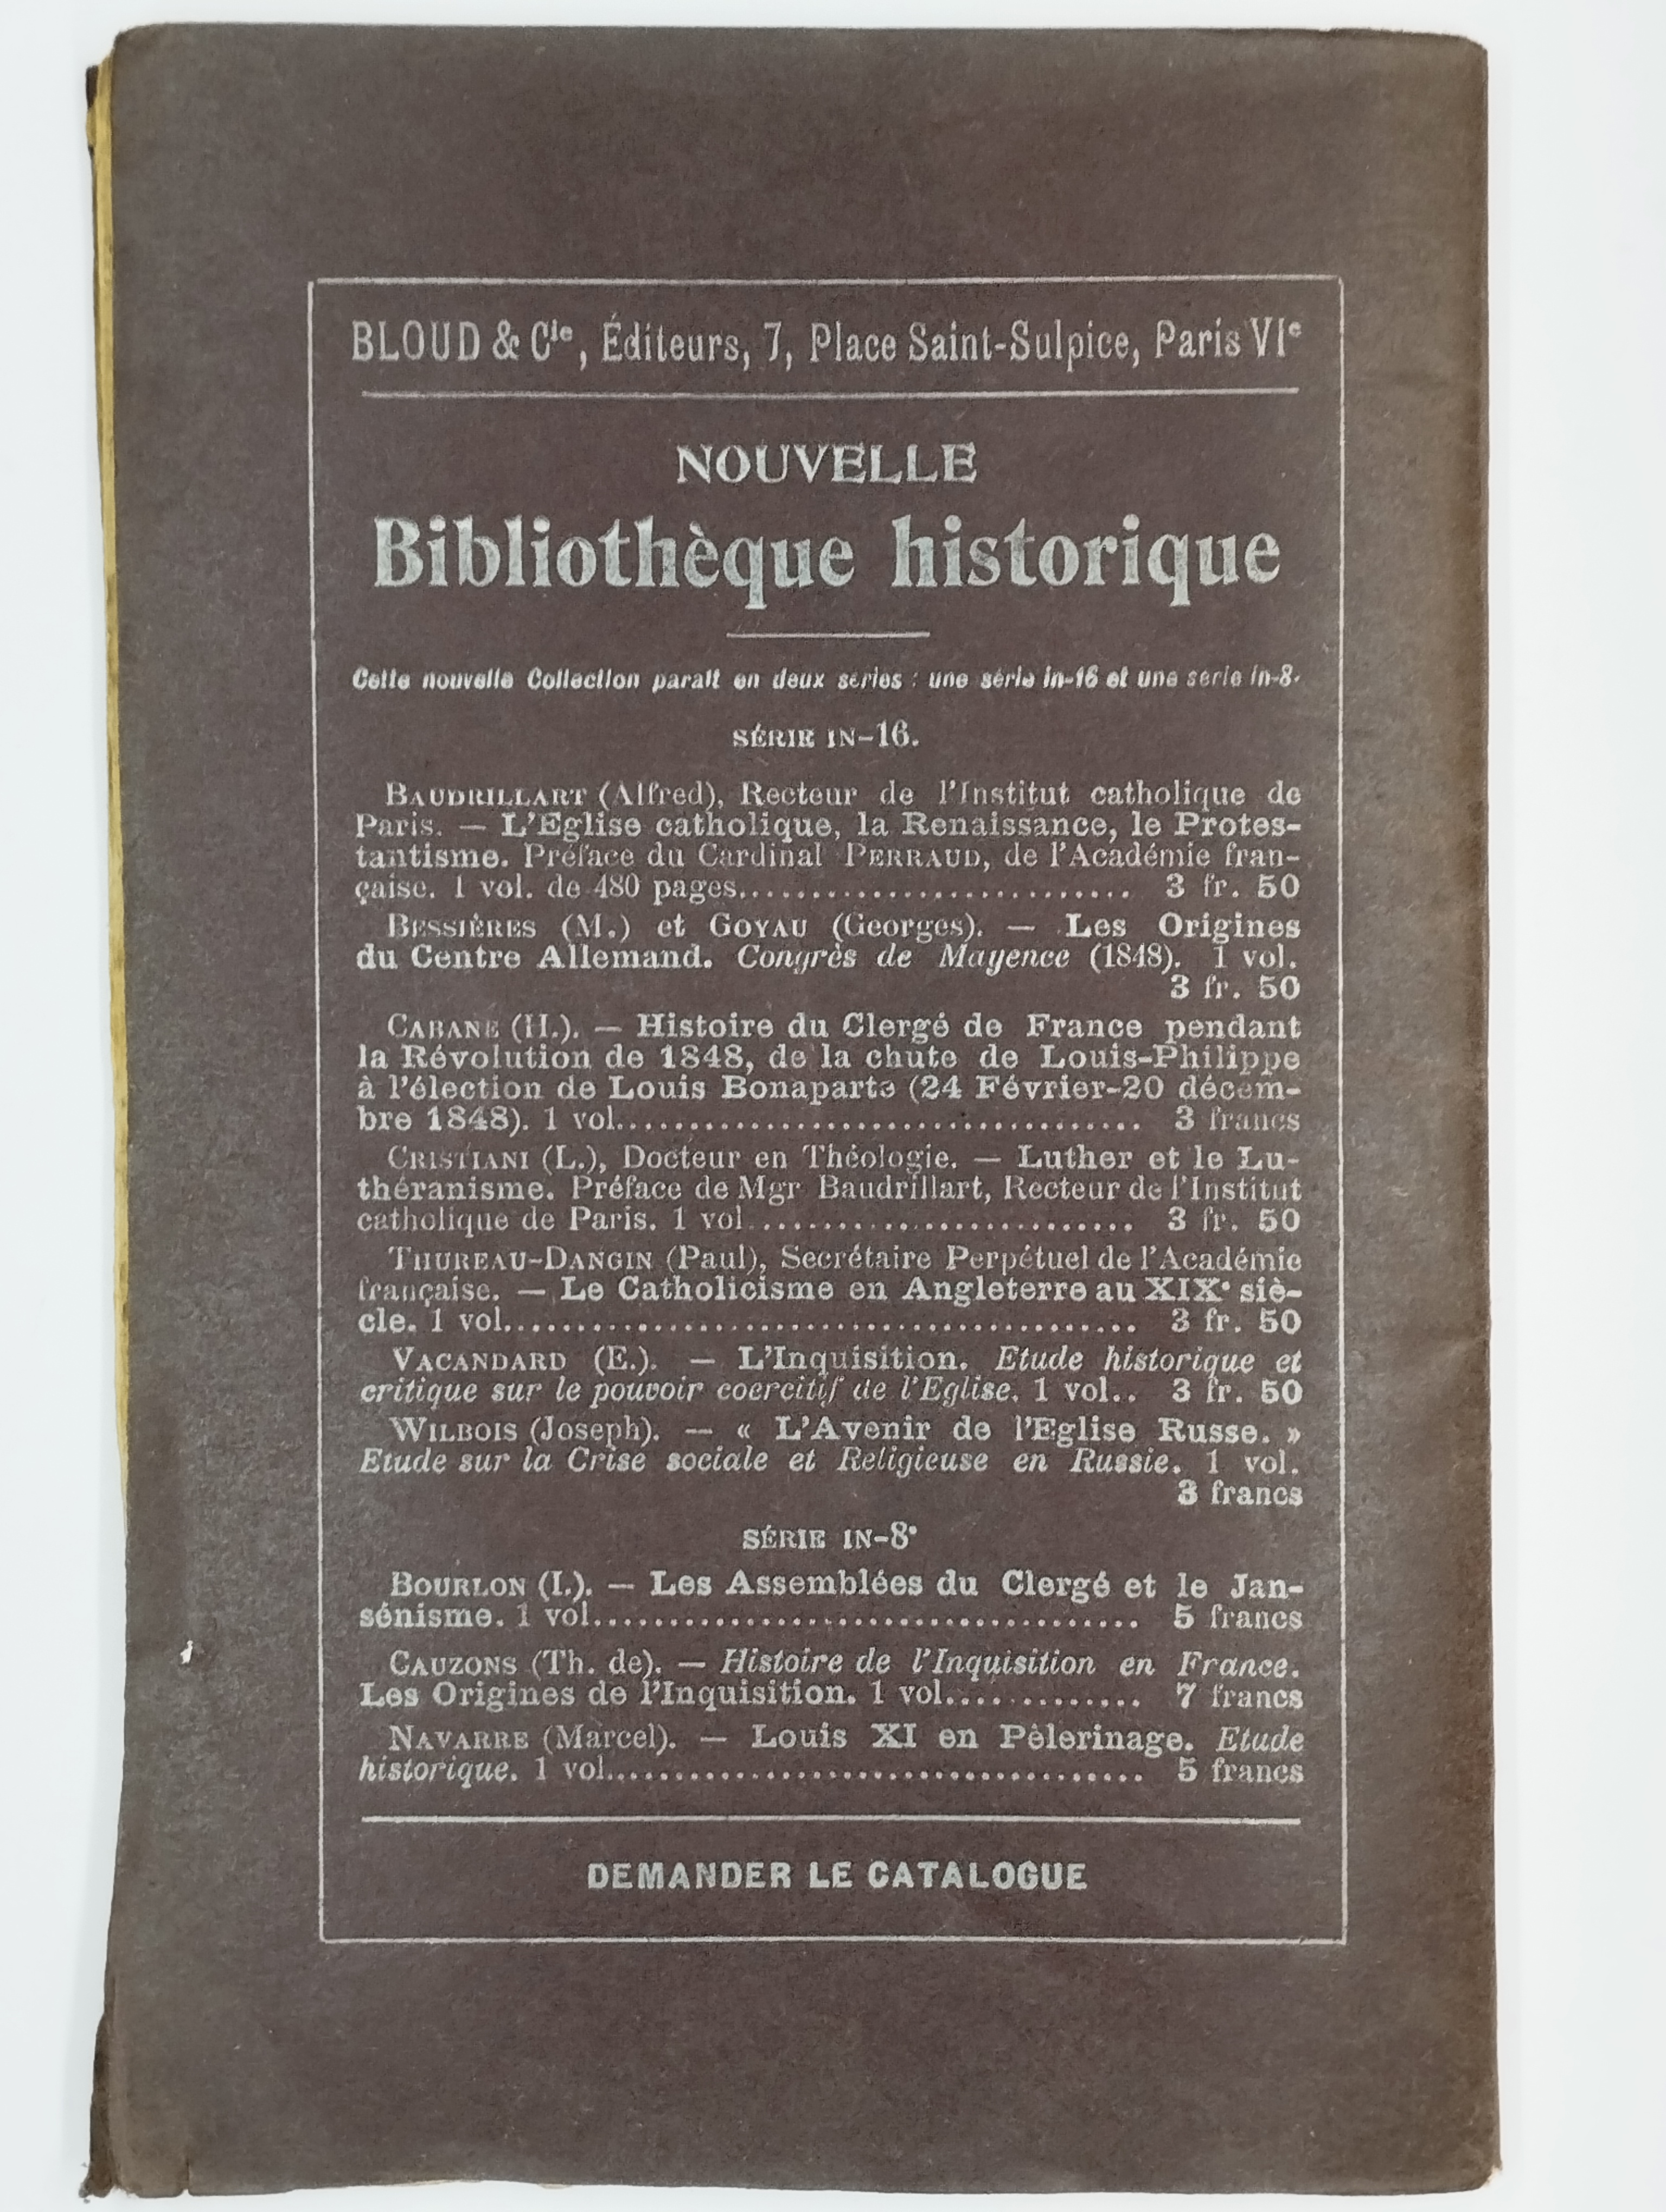 BLOUD & Cie, Éditeurs, 7, Place Saint-Sulpice, Paris VIe
NOUVELLE
Bibliothèque historique
Cette nouvelle Collection paraît en deux séries : une série in-16 et une série in-8.
SÉRIE IN-16.
BAUDRILLART (Alfred), Recteur de l'Institut catholique de
Paris. — L'Eglise catholique, la Renaissance, le Protes-
tantisme. Préface du Cardinal PERRAUD, de l'Académie fran-
çaise. 1 vol. de 480 pages.......................... 3 fr. 50
BESSIÈRES (M.) et GOYAU (Georges). — Les Origines
du Centre Allemand. Congrès de Mayence (1848). 1 vol.
3 fr. 50
CABANE (H.). — Histoire du Clergé de France pendant
la Révolution de 1848, de la chute de Louis-Philippe
à l'élection de Louis Bonaparte (24 Février-20 décem-
bre 1848). 1 vol.................................. 3 francs
CRISTIANI (L.), Docteur en Théologie. — Luther et le Lu-
théranisme. Préface de Mgr Baudrillart, Recteur de l'Institut
catholique de Paris. 1 vol......................... 3 fr. 50
THUREAU-DANGIN (Paul), Secrétaire Perpétuel de l'Académie
française. — Le Catholicisme en Angleterre au XIXe siè-
cle. 1 vol........................................ 3 fr. 50
VACANDARD (E.). — L'Inquisition. Etude historique et
critique sur le pouvoir coercitif de l'Eglise. 1 vol.. 3 fr. 50
WILBOIS (Joseph). — « L'Avenir de l'Eglise Russe. »
Etude sur la Crise sociale et Religieuse en Russie. 1 vol.
3 francs
SÉRIE IN-8°
BOURLON (I.). — Les Assemblées du Clergé et le Jan-
sénisme. 1 vol.................................... 5 francs
CAUZONS (Th. de). — Histoire de l'Inquisition en France.
Les Origines de l'Inquisition. 1 vol............. 7 francs
NAVARRE (Marcel). — Louis XI en Pèlerinage. Etude
historique. 1 vol.................................. 5 francs
DEMANDER LE CATALOGUE